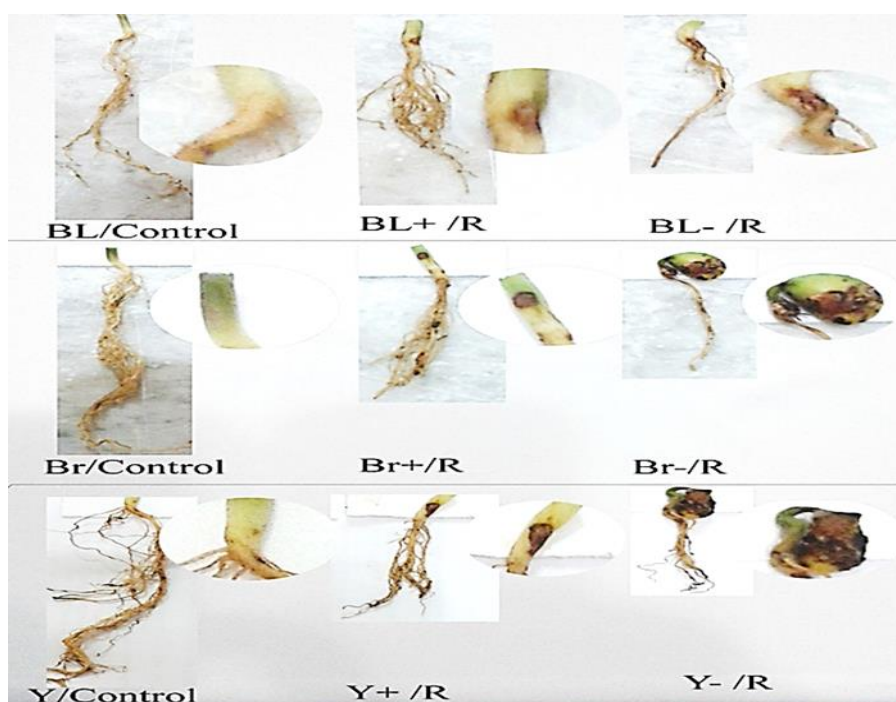 BL/Control BL+ /R BL- /R
Br/Control Br+/R Br-/R
Y/Control Y+ /R Y- /R